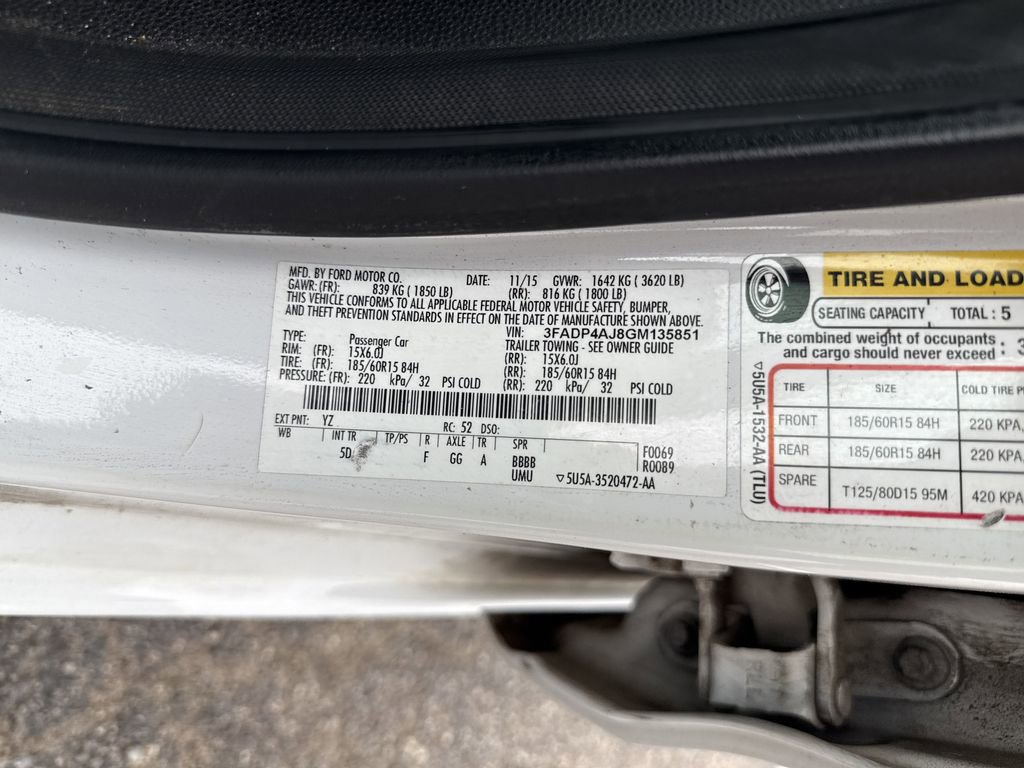 MFD. BY FORD MOTOR CO. DATE: 11/15 GVWR: 1642 KG ( 3620 LB)
GAWR: (FR) 839 KG ( 1850 LB) (RR) 816 KG ( 1800 LB)
THIS VEHICLE CONFORMS TO ALL APPLICABLE FEDERAL MOTOR VEHICLE SAFETY, BUMPER,
AND THEFT PREVENTION STANDARDS IN EFFECT ON THE DATE OF MANUFACTURE SHOWN ABOVE.
VIN: 3FADP4AJ8GM135851
TYPE: Passenger Car TRAILER TOWING - SEE OWNER GUIDE
RIM: (FR) 15X6.0J (RR): 15X6.0J
TIRE: (FR) 185/60R15 84H (RR): 185/60R15 84H
PRESSURE: (FR): 220 kPa/ 32 PSI COLD (RR): 220 kPa/ 32 PSI COLD
EXT PNT: YZ RC: 52 DSO:
WB INT TR TP/PS R AXLE TR SPR F0069
5D F GG A BBBB R0089
UMU ▽5U5A-3520472-AA
TIRE AND LOAD
SEATING CAPACITY TOTAL : 5
The combined weight of occupants
and cargo should never exceed :
▽5U5A-1532-AA (TLU)
TIRE SIZE COLD TIRE
FRONT 185/60R15 84H 220 KPA,
REAR 185/60R15 84H 220 KPA,
SPARE T125/80D15 95M 420 KPA